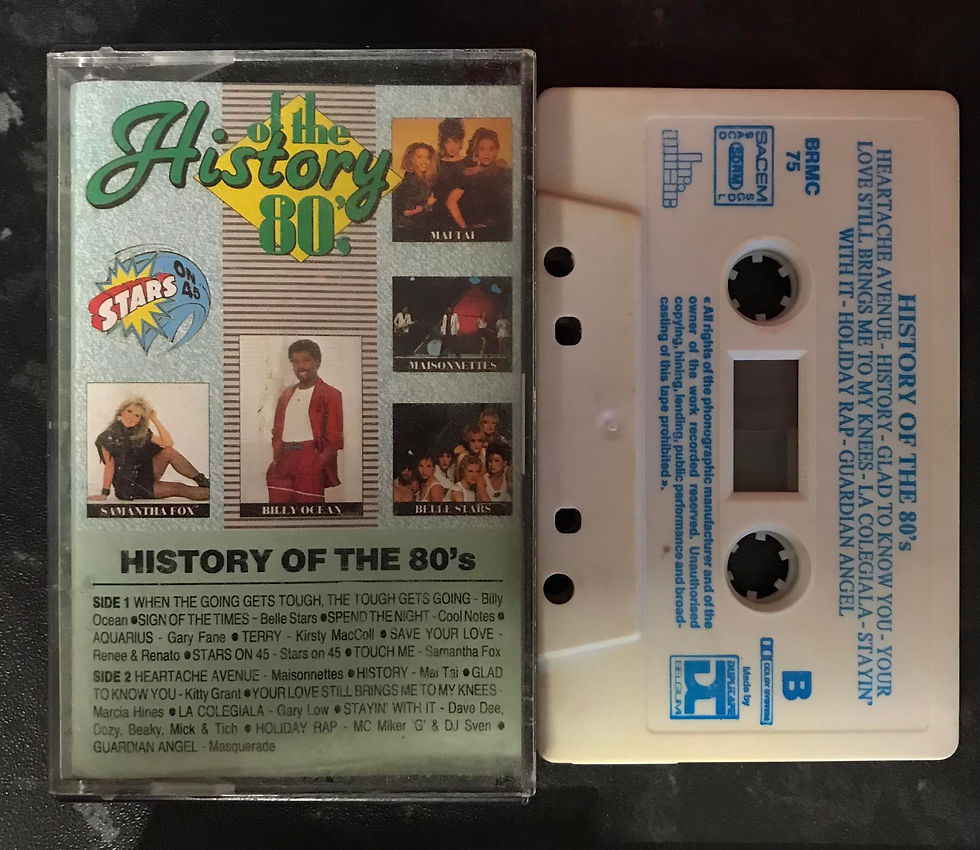 of the
History
80's
MAI TAI
STARS
ON
45
MAISONNETTES
SAMANTHA FOX
BILLY OCEAN
BELLE STARS
HISTORY OF THE 80's
SIDE 1 WHEN THE GOING GETS TOUGH, THE TOUGH GETS GOING - Billy
Ocean ● SIGN OF THE TIMES - Belle Stars ● SPEND THE NIGHT - Cool Notes ●
AQUARIUS - Gary Fane ● TERRY - Kirsty MacColl ● SAVE YOUR LOVE -
Renee & Renato ● STARS ON 45 - Stars on 45 ● TOUCH ME - Samantha Fox
SIDE 2 HEARTACHE AVENUE - Maisonnettes ● HISTORY - Mai Tai ● GLAD
TO KNOW YOU - Kitty Grant ● YOUR LOVE STILL BRINGS ME TO MY KNEES -
Marcia Hines ● LA COLEGIALA - Gary Low ● STAYIN' WITH IT - Dave Dee,
Dozy, Beaky, Mick & Tich ● HOLIDAY RAP - MC Miker 'G' & DJ Sven ●
GUARDIAN ANGEL - Masquerade
HISTORY OF THE 80's
HEARTACHE AVENUE - HISTORY - GLAD TO KNOW YOU - YOUR
LOVE STILL BRINGS ME TO MY KNEES - LA COLEGIALA - STAYIN'
WITH IT - HOLIDAY RAP - GUARDIAN ANGEL
BRMC
75
B
DOLBY SYSTEM
SACEM
SACD
SDRM
SGDL
Made by
BELGIUM
« All rights of the phonographic manufacturer and of the
owner of the work recorded reserved. Unauthorised
copying, hiring, lending, public performance and broad-
casting of this tape prohibited ».